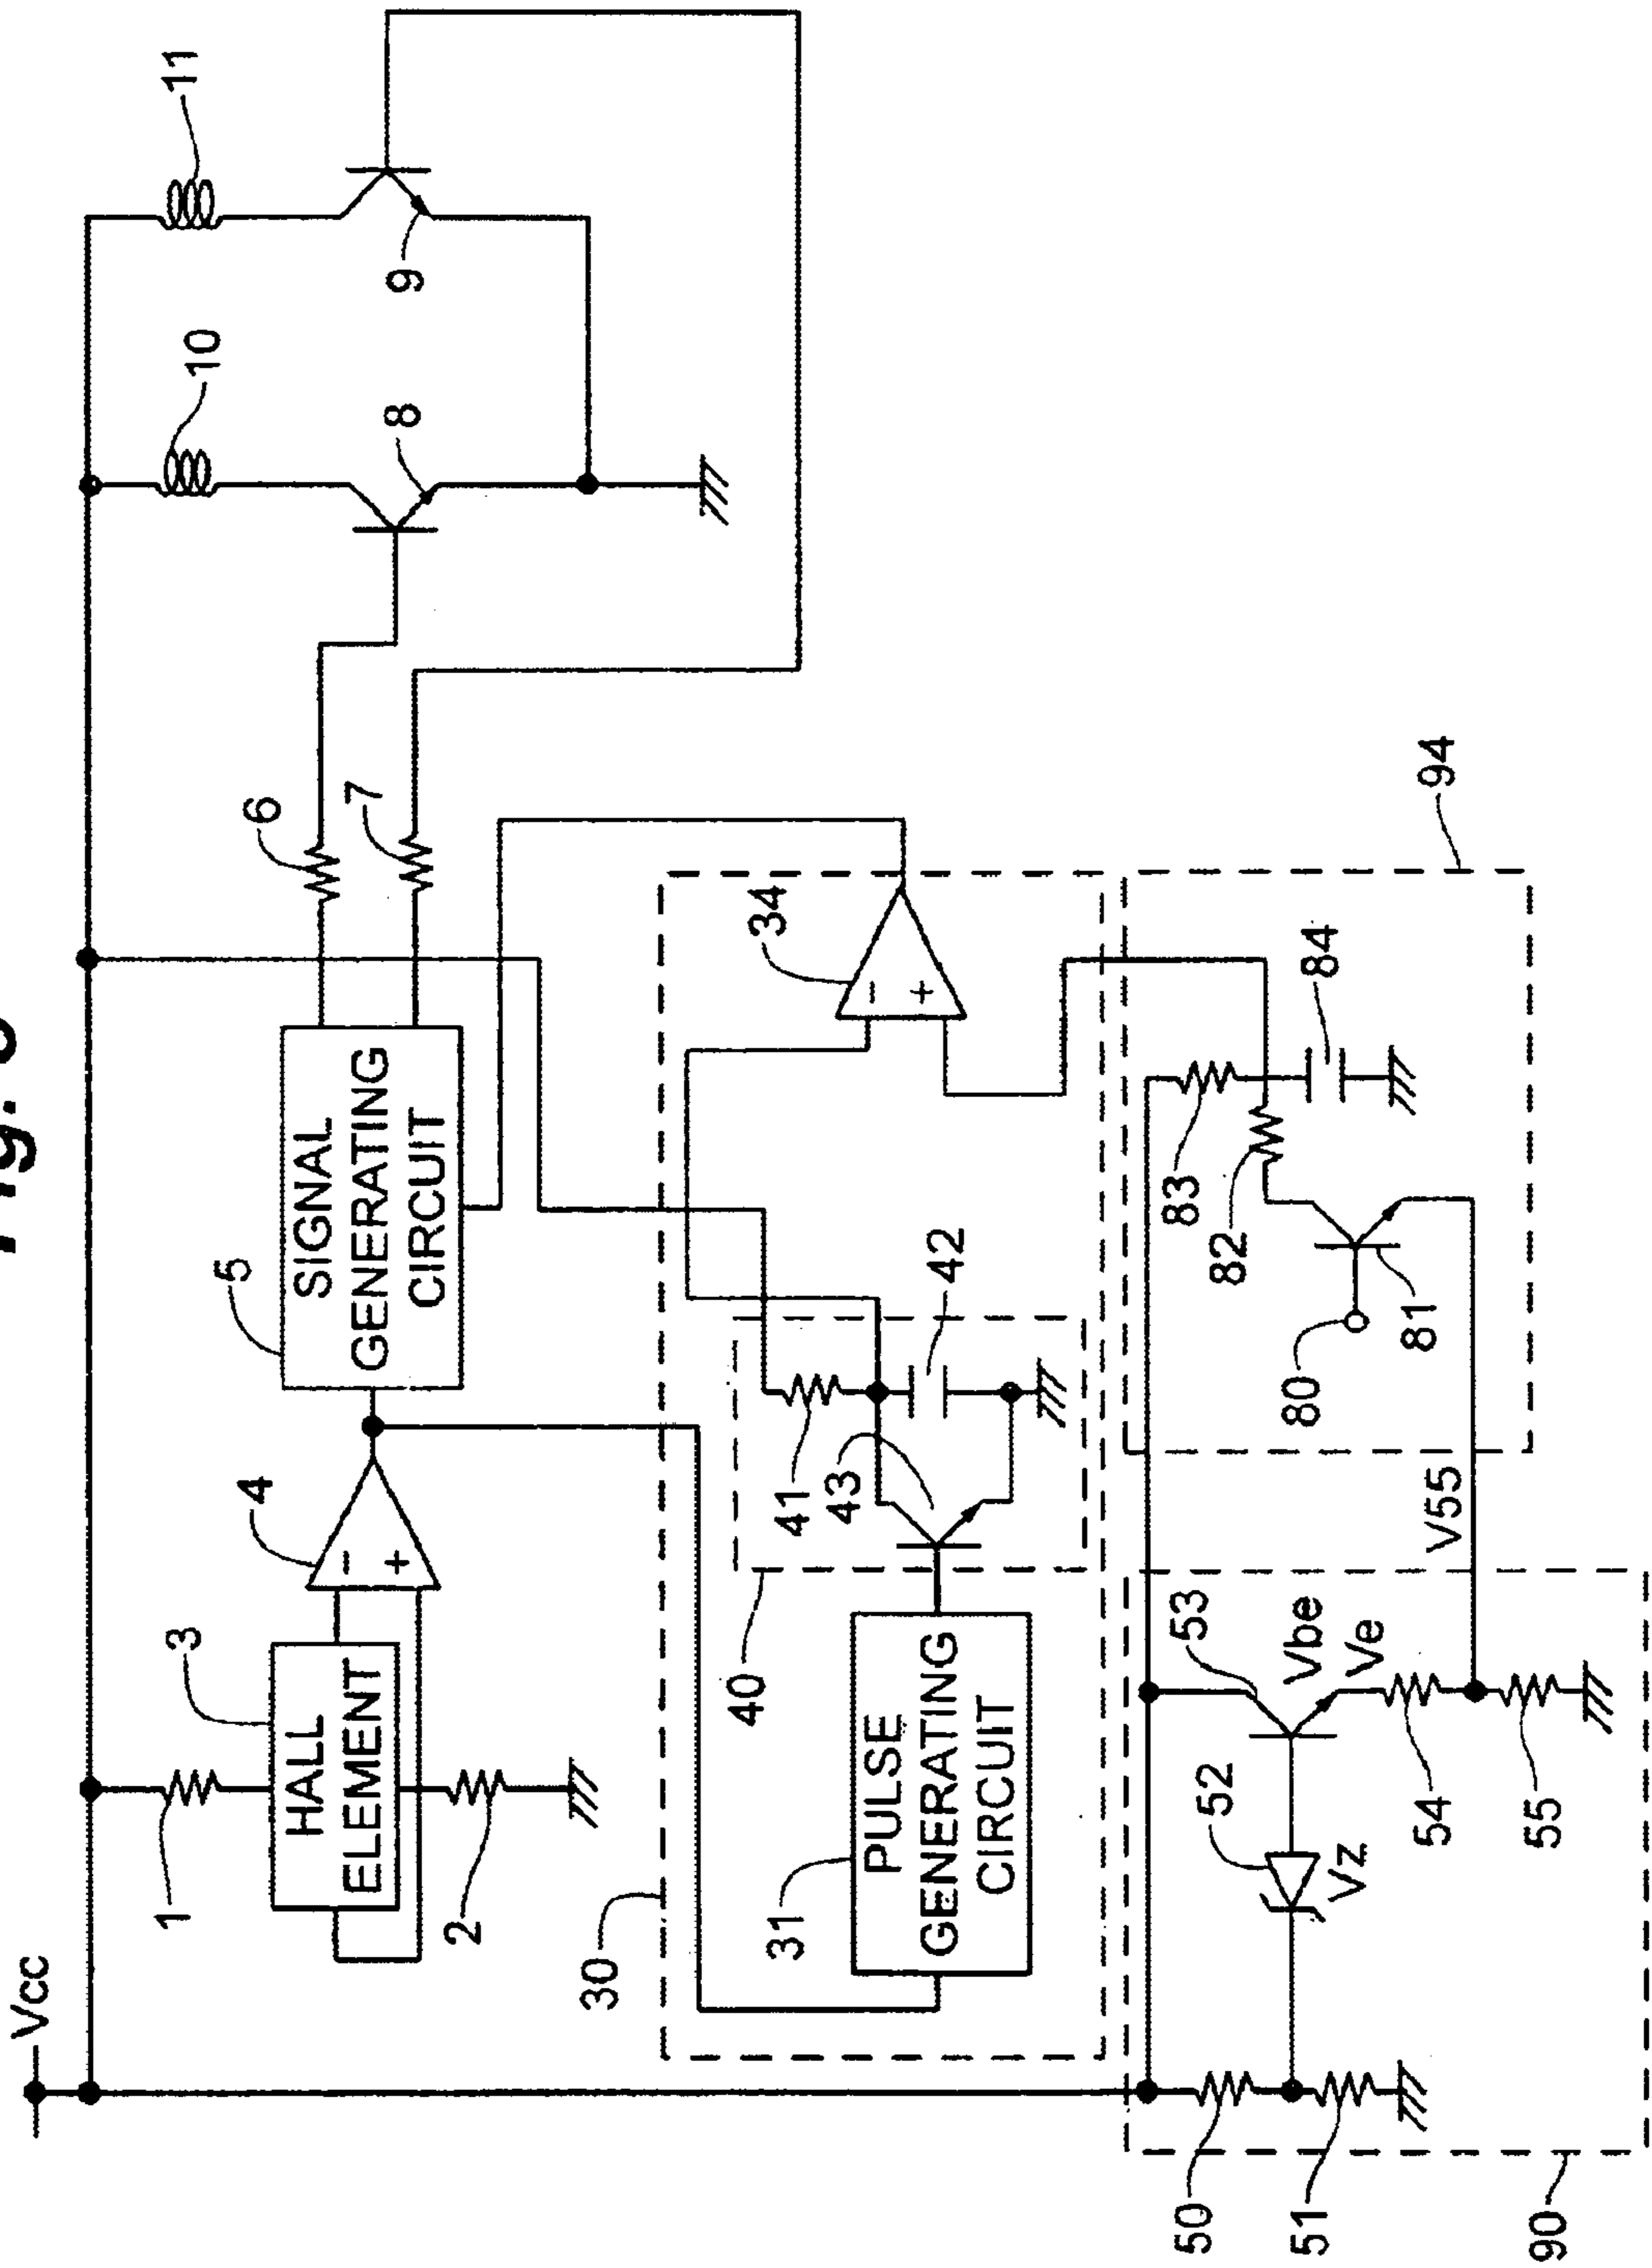 Fig.
Vcc
1
3
HALL
ELEMENT
2
4
5
SIGNAL
GENERATING
CIRCUIT
6
7
10
11
8
9
30
31
PULSE
GENERATING
CIRCUIT
40
41
43
42
34
50
51
90
52
Vz
53
Vbe
Ve
54
55
V55
80
81
82
83
84
94